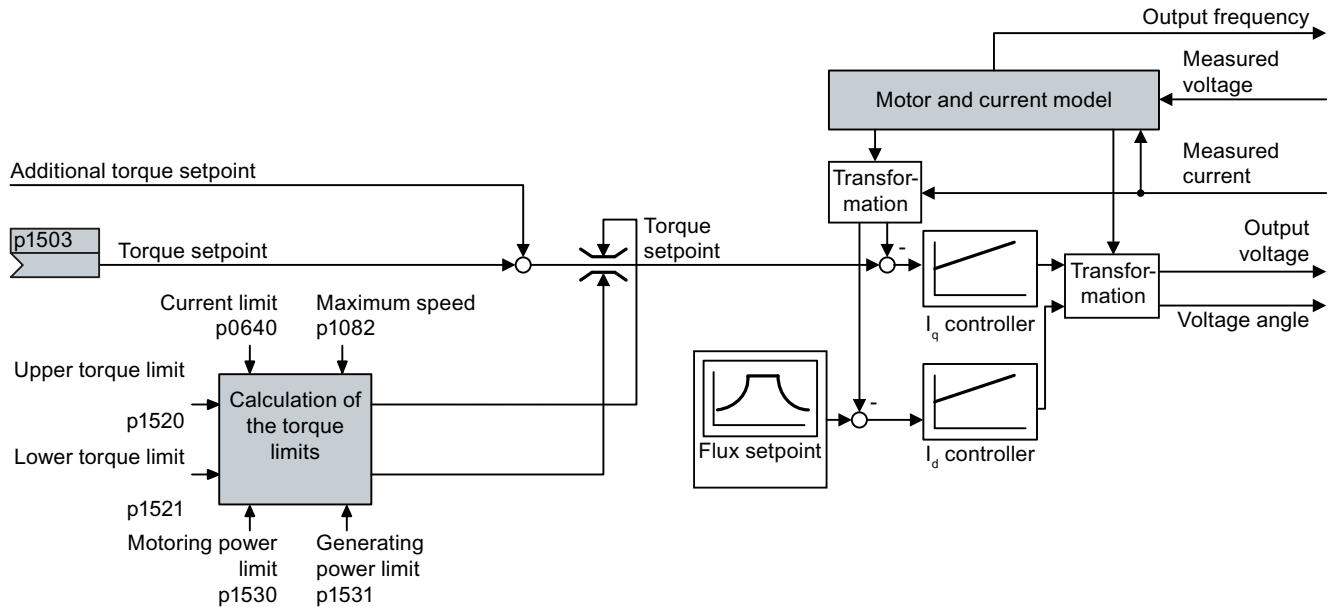 Output frequency
Measured
voltage
Motor and current model
Additional torque setpoint
Measured
current
Transfor-
mation
p1503
Torque setpoint
Torque
setpoint
-
Output
voltage
Transfor-
mation
Current limit
p0640
Maximum speed
p1082
Iq controller
Voltage angle
Upper torque limit
p1520
Calculation of
the torque
limits
-
Flux setpoint
Id controller
Lower torque limit
p1521
Motoring power
limit
p1530
Generating
power limit
p1531